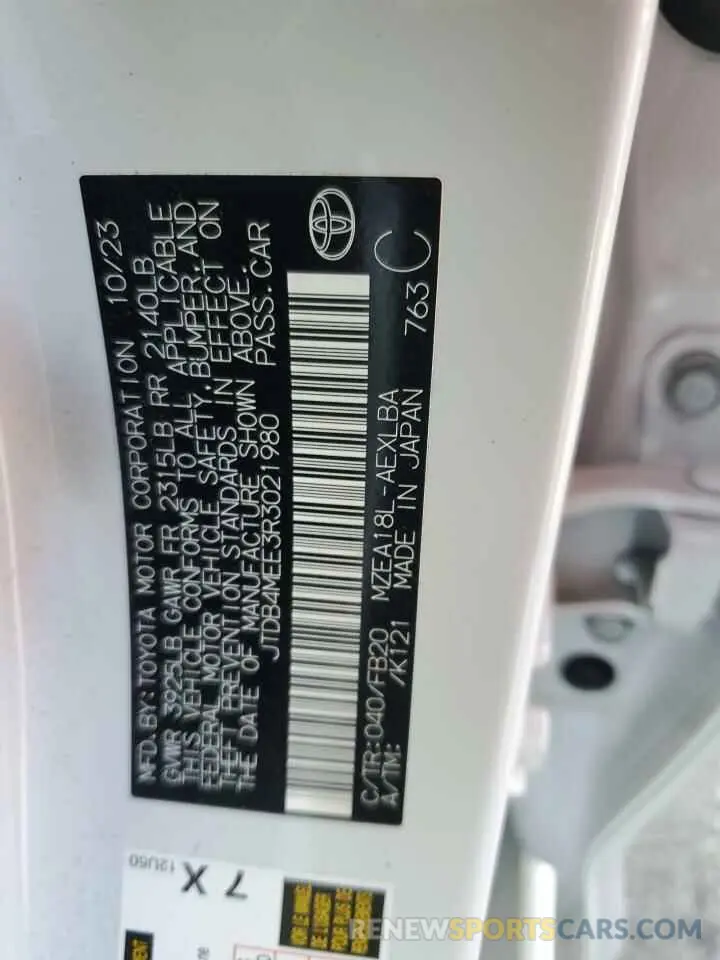 MFD.BY:TOYOTA MOTOR CORPORATION 10/23
GVWR 3925LB GAWR FR 2315LB RR 2140LB
THIS VEHICLE CONFORMS TO ALL APPLICABLE
FEDERAL MOTOR VEHICLE SAFETY,BUMPER,AND
THEFT PREVENTION STANDARDS IN EFFECT ON
THE DATE OF MANUFACTURE SHOWN ABOVE.
JTDB4MEE3R3021980 PASS.CAR
C/TR:040/FB20 MZEA18L-AEXLBA
A/TM: /K121 MADE IN JAPAN 763 C
7 X
12U50
RENEWSPORTSCARS.COM